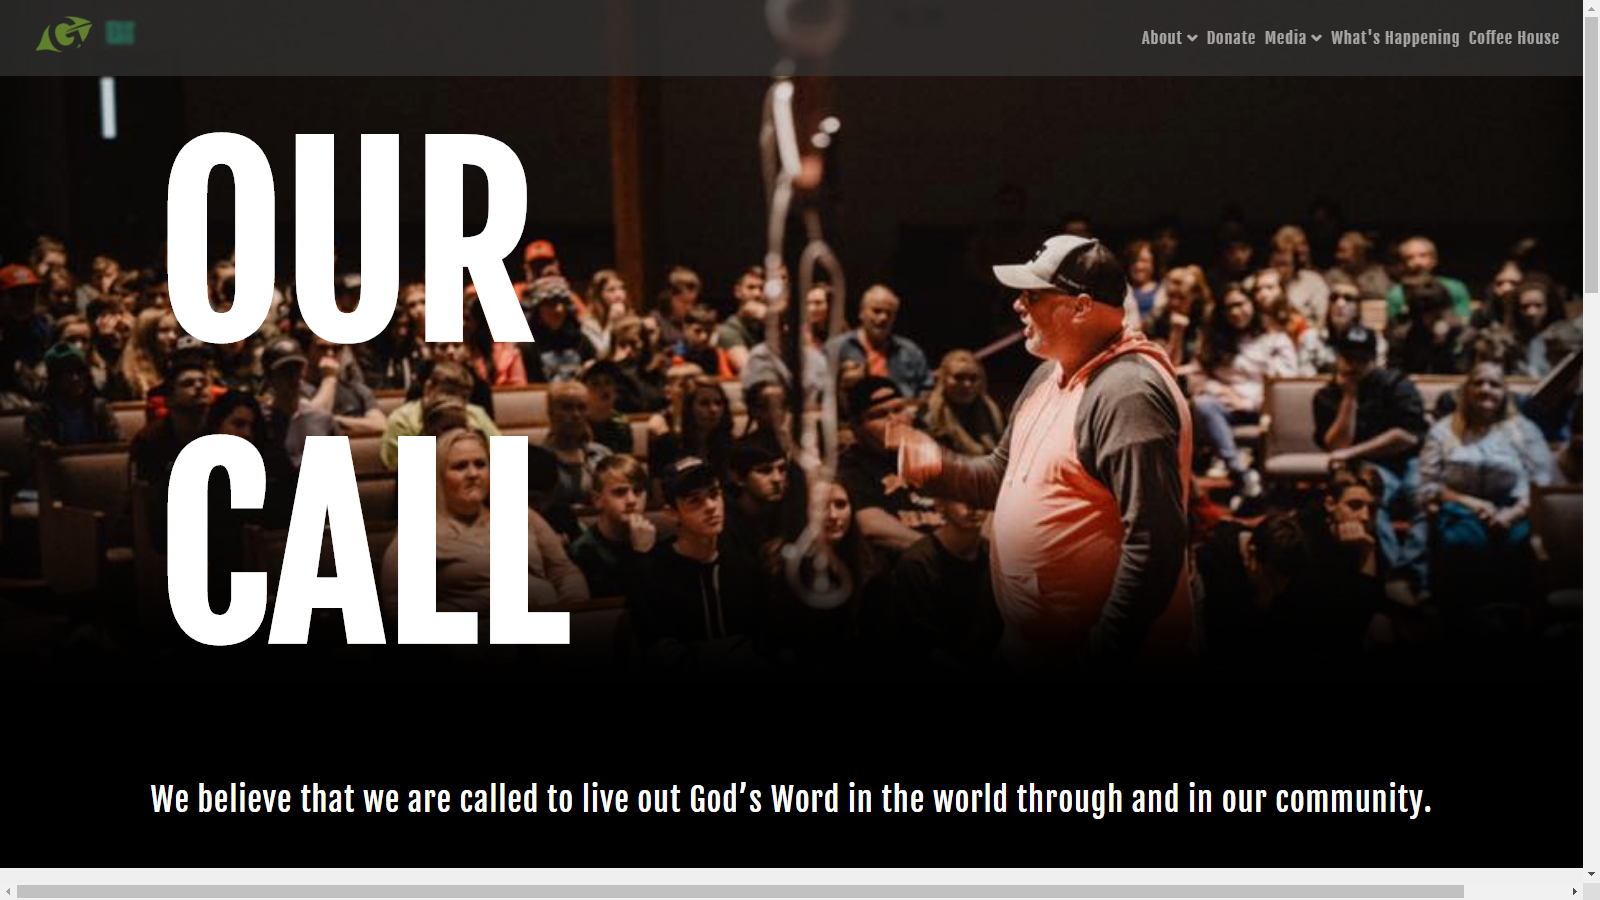 About Donate Media What's Happening Coffee House
OUR
CALL
We believe that we are called to live out God’s Word in the world through and in our community.